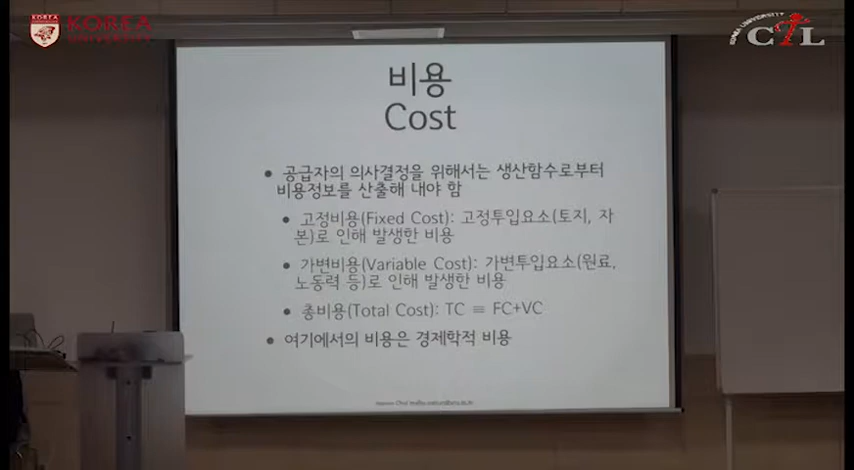 KOREA
UNIVERSITY
KOREA UNIVERSITY
CTL
비용
Cost
• 공급자의 의사결정을 위해서는 생산함수로부터
비용정보를 산출해 내야 함
• 고정비용(Fixed Cost): 고정투입요소(토지, 자
본)로 인해 발생한 비용
• 가변비용(Variable Cost): 가변투입요소(원료,
노동력 등)로 인해 발생한 비용
• 총비용(Total Cost): TC ≡ FC+VC
• 여기에서의 비용은 경제학적 비용